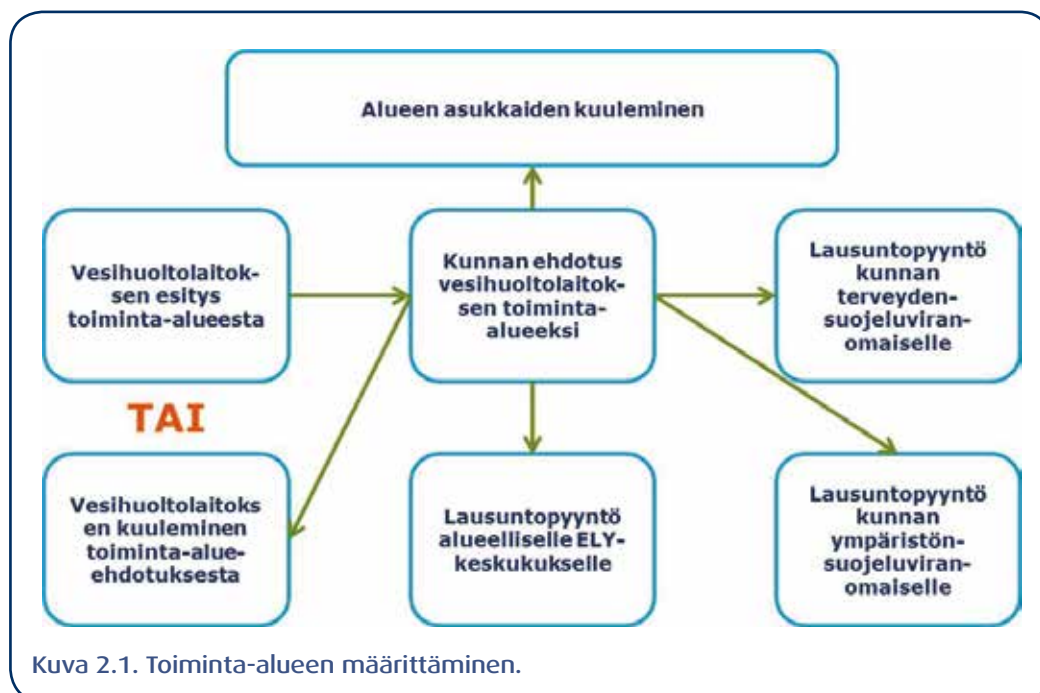 Alueen asukkaiden kuuleminen
Vesihuoltolaitok-
sen esitys
toiminta-alueesta
Kunnan ehdotus
vesihuoltolaitok-
sen toiminta-
alueeksi
Lausuntopyyntö
kunnan
terveyden-
suojeluviran-
omaiselle
TAI
Vesihuoltolaitoks
en kuuleminen
toiminta-alue-
ehdotuksesta
Lausuntopyyntö
alueelliselle ELY-
keskukukselle
Lausuntopyyntö
kunnan
ympäristön-
suojeluviran-
omaiselle
Kuva 2.1. Toiminta-alueen määrittäminen.